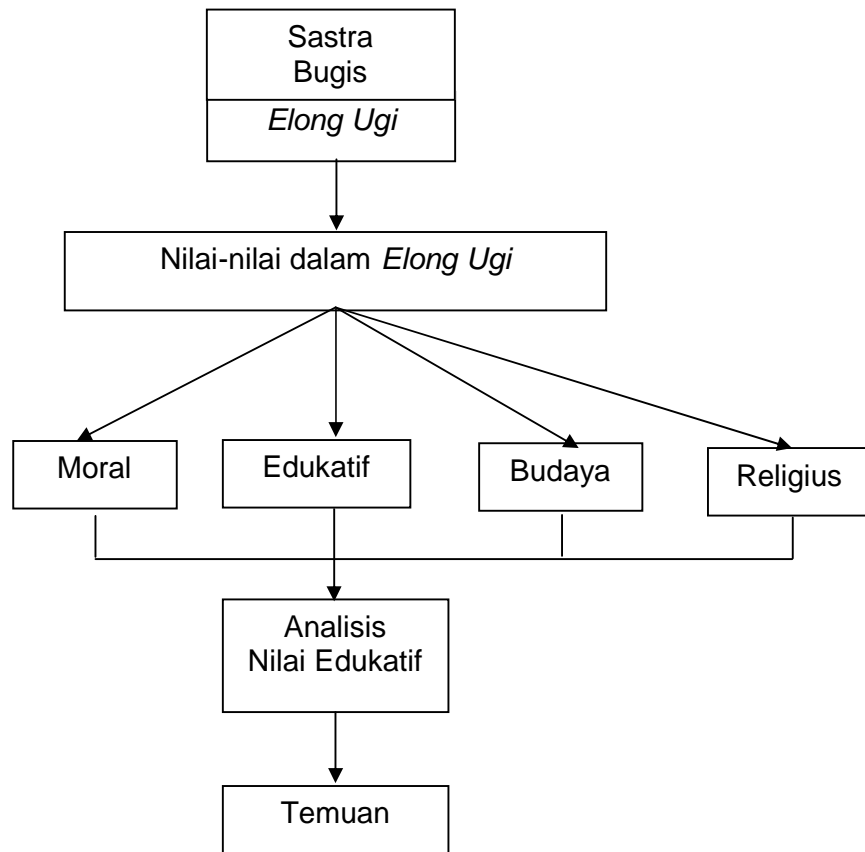 Sastra
Bugis
Elong Ugi
Nilai-nilai dalam Elong Ugi
Moral
Edukatif
Budaya
Religius
Analisis
Nilai Edukatif
Temuan